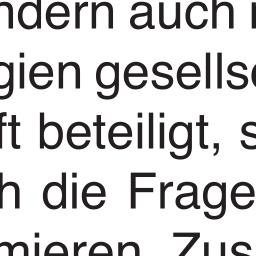 ndern auch
gien gesells
ft beteiligt, s
h die Frage
mieren. Zus